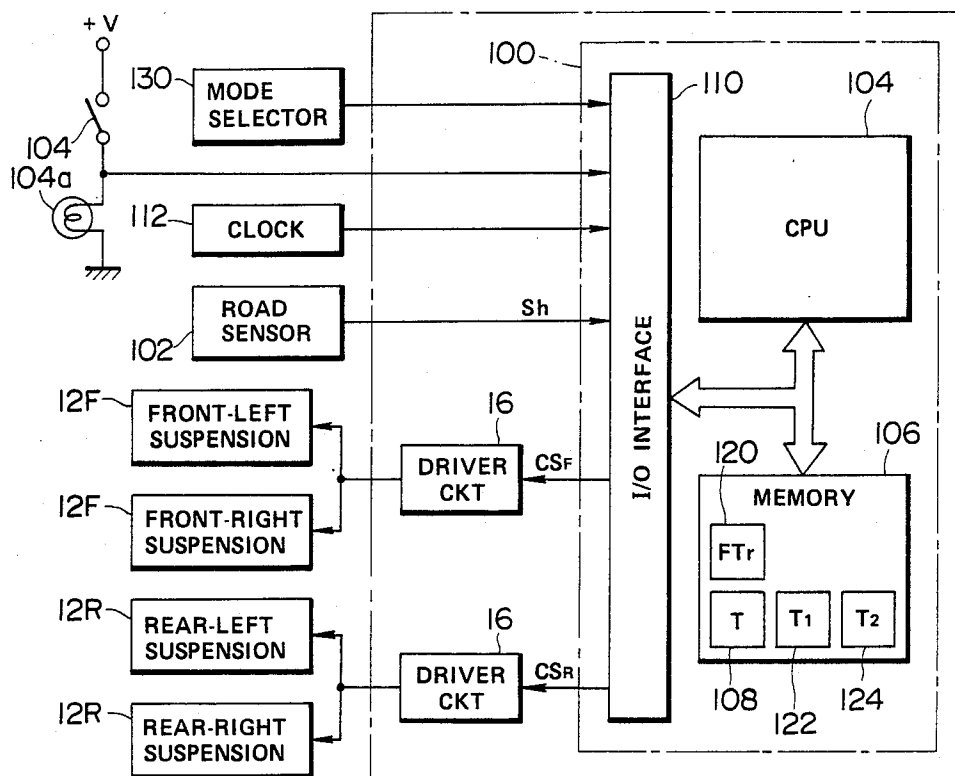 +V
130
MODE
SELECTOR
100
110
104
104
104a
CPU
112
CLOCK
ROAD
SENSOR
102
Sh
I/O INTERFACE
12F
FRONT-LEFT
SUSPENSION
16
DRIVER
CKT
CSF
12F
FRONT-RIGHT
SUSPENSION
106
120
MEMORY
FTr
T
T1
T2
108
122
124
12R
REAR-LEFT
SUSPENSION
16
DRIVER
CKT
CSR
12R
REAR-RIGHT
SUSPENSION